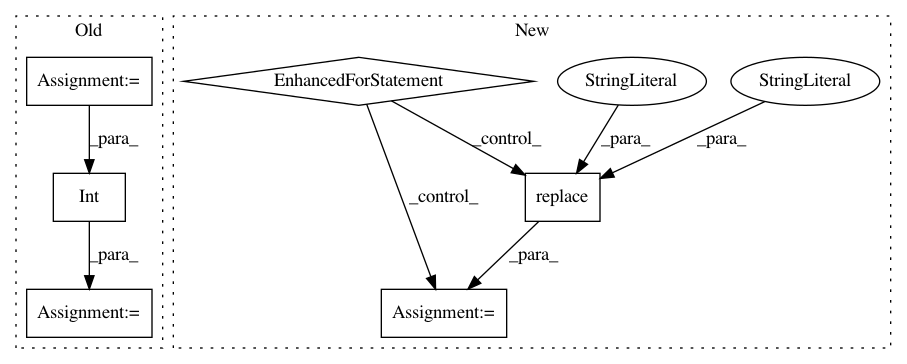 Old
New
Assignment:=
EnhancedForStatement
StringLiteral
StringLiteral
_para_
_control_
_para_
_para_
Int
_control_
replace
_para_
_para_
Assignment:=
Assignment:=